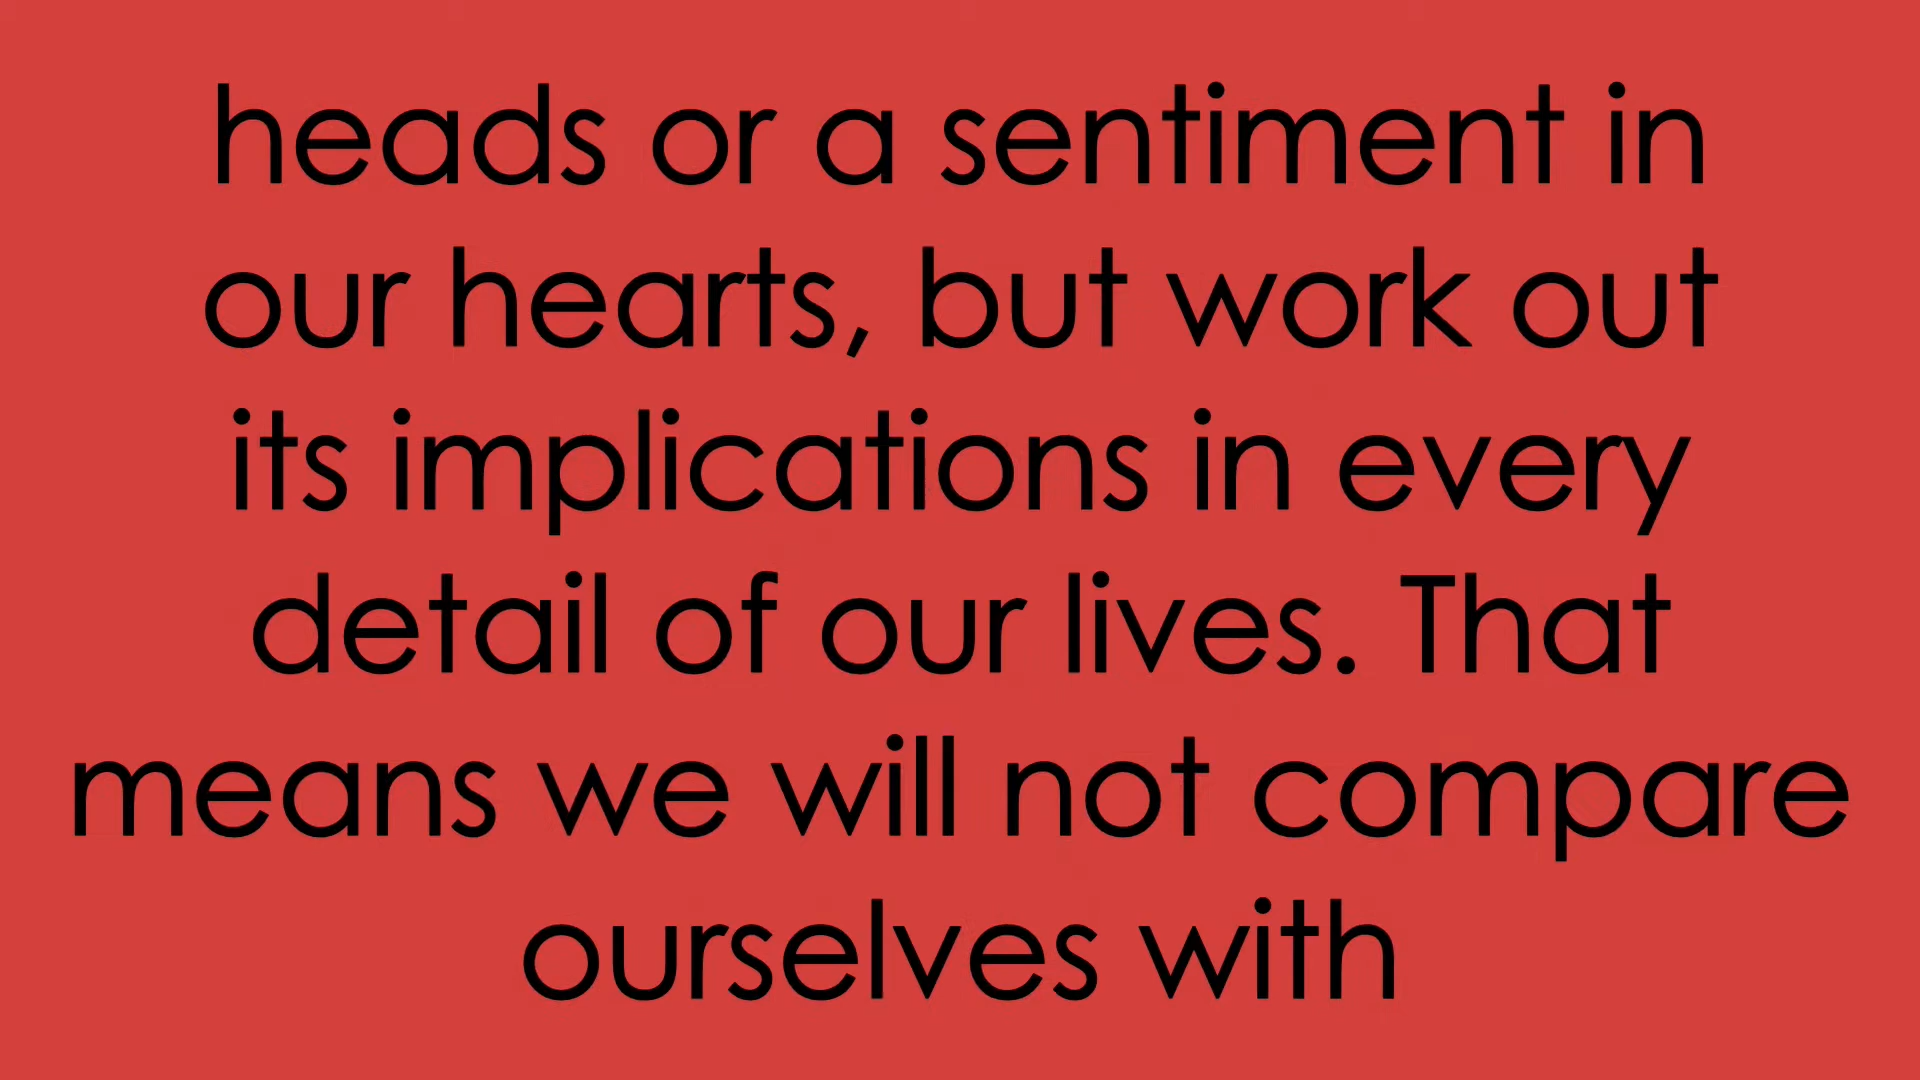 heads or a sentiment in
our hearts, but work out
its implications in every
detail of our lives. That
means we will not compare
ourselves with